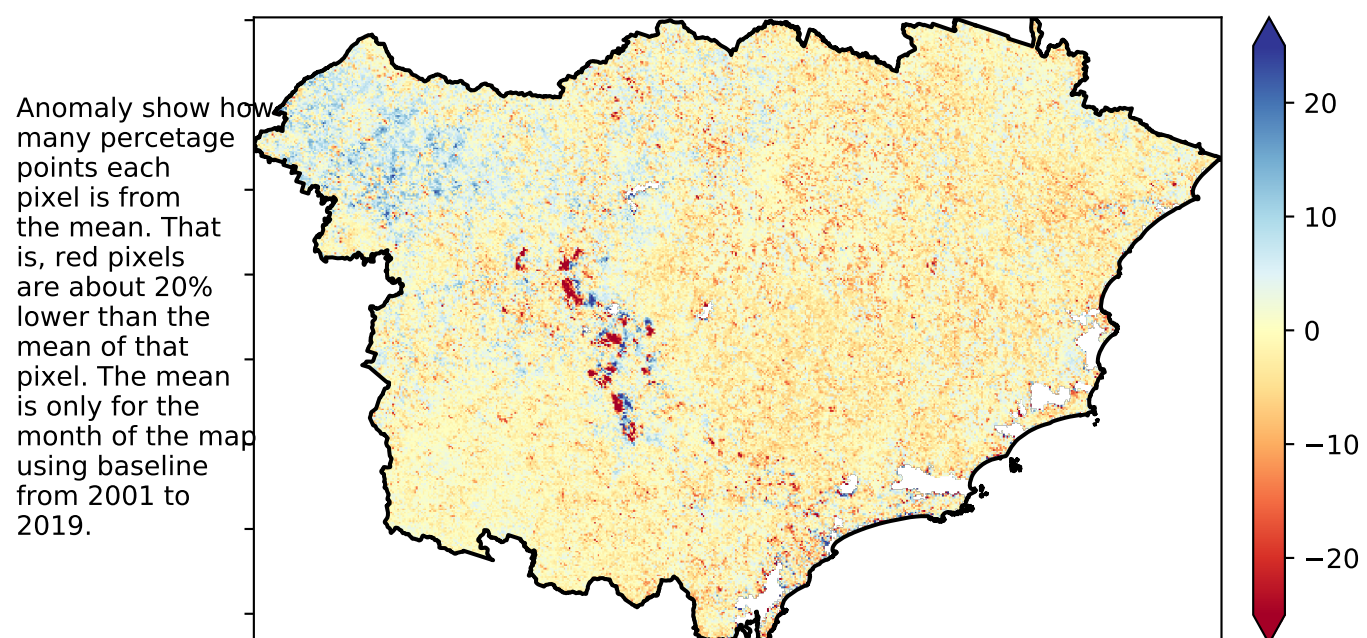 Anomaly show how
many percetage
points each
pixel is from
the mean. That
is, red pixels
are about 20%
lower than the
mean of that
pixel. The mean
is only for the
month of the map
using baseline
from 2001 to
2019.
20
10
0
−10
−20